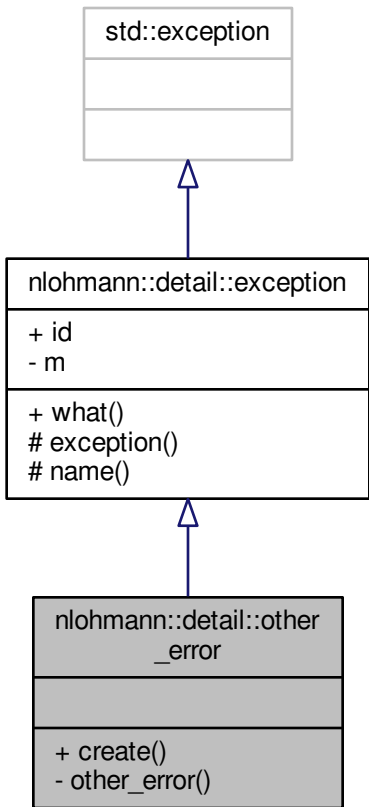 std::exception
nlohmann::detail::exception
+ id
- m
+ what()
# exception()
# name()
nlohmann::detail::other
_error
+ create()
- other_error()